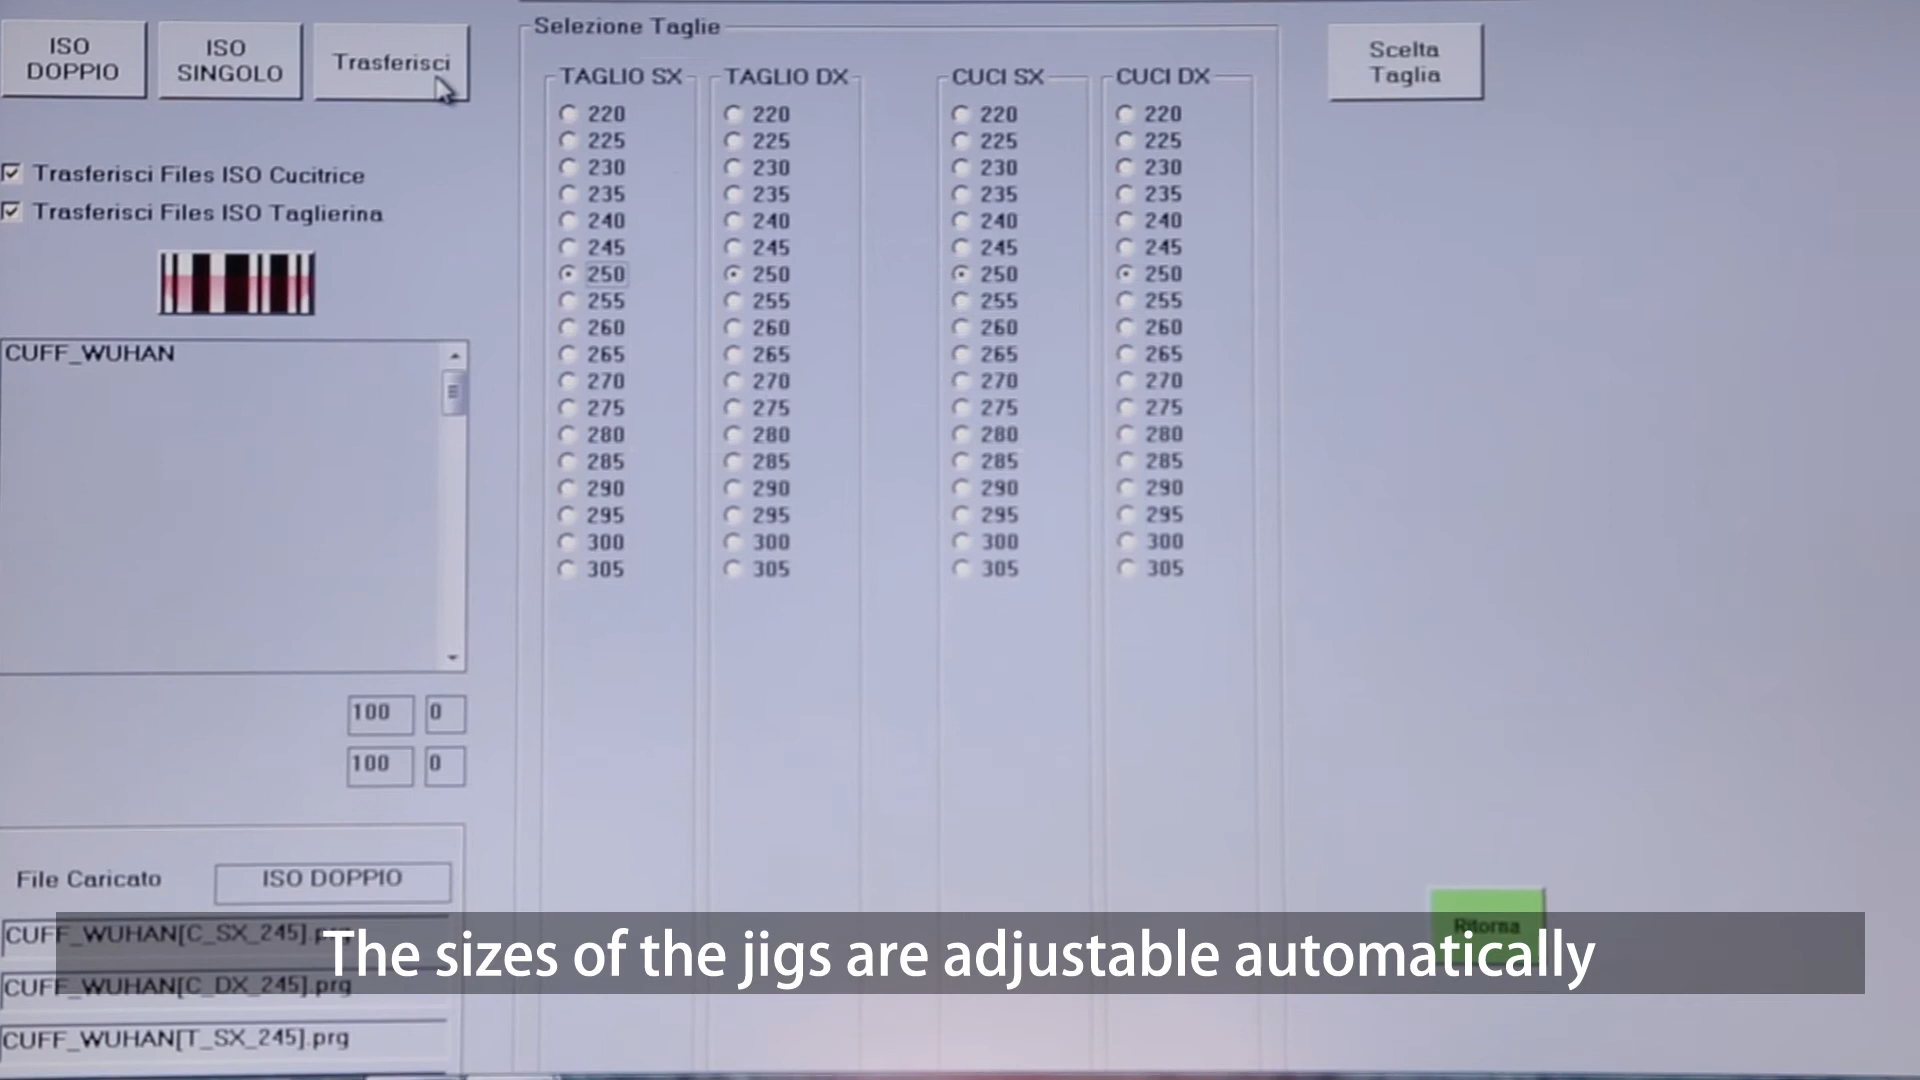 ISO
DOPPIO
ISO
SINGOLO
Trasferisci
Trasferisci Files ISO Cucitrice
Trasferisci Files ISO Taglierina
CUFF_WUHAN
100 0
100 0
File Caricato ISO DOPPIO
CUFF_WUHAN[C_SX_245].prg
CUFF_WUHAN[C_DX_245].prg
CUFF_WUHAN[T_SX_245].prg
Selezione Taglie
TAGLIO SX TAGLIO DX CUCI SX CUCI DX
220 220 220 220
225 225 225 225
230 230 230 230
235 235 235 235
240 240 240 240
245 245 245 245
250 250 250 250
255 255 255 255
260 260 260 260
265 265 265 265
270 270 270 270
275 275 275 275
280 280 280 280
285 285 285 285
290 290 290 290
295 295 295 295
300 300 300 300
305 305 305 305
Scelta
Taglia
Ritorna
The sizes of the jigs are adjustable automatically